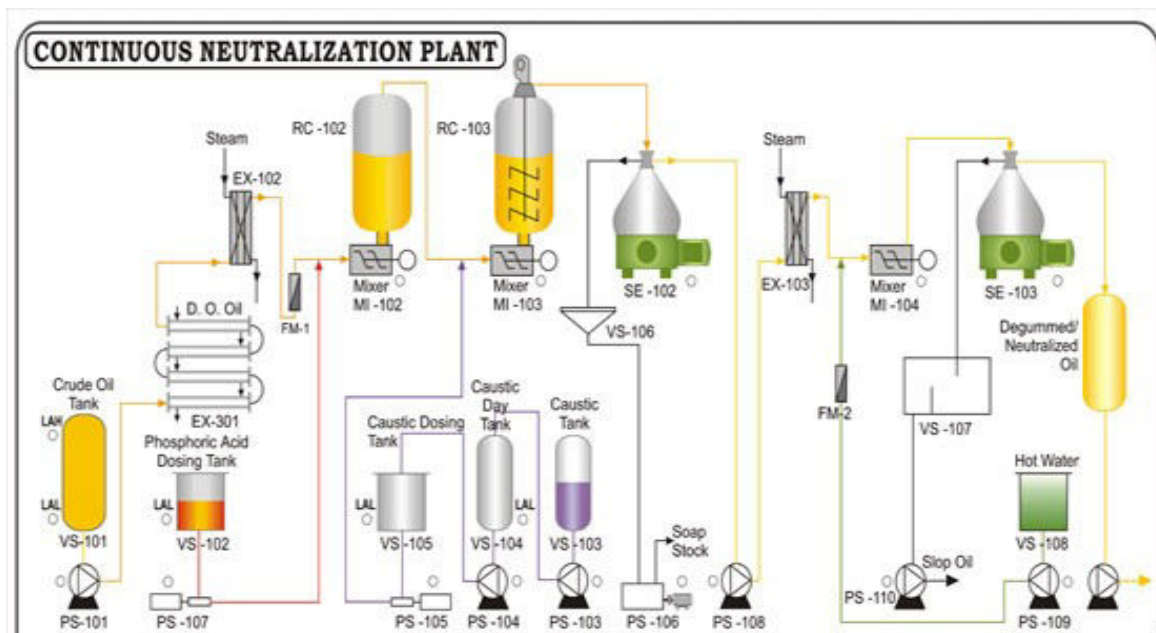 CONTINUOUS NEUTRALIZATION PLANT
RC -102
RC -103
Steam
EX-102
Steam
FM-1
Mixer
MI -102
Mixer
MI -103
SE -102
EX-103
Mixer
MI -104
SE -103
D. O. Oil
VS-106
Degummed/
Neutralized
Oil
Crude Oil
Tank
LAH
LAL
VS-101
PS-101
EX-301
Phosphoric Acid
Dosing Tank
LAL
VS -102
PS -107
Caustic Dosing
Tank
LAL
VS -105
PS -105
Caustic
Day
Tank
LAL
VS -104
PS -104
Caustic
Tank
VS -103
PS -103
Soap
Stock
PS -106
PS -108
FM-2
VS -107
Slop Oil
PS -110
Hot Water
VS -108
PS -109